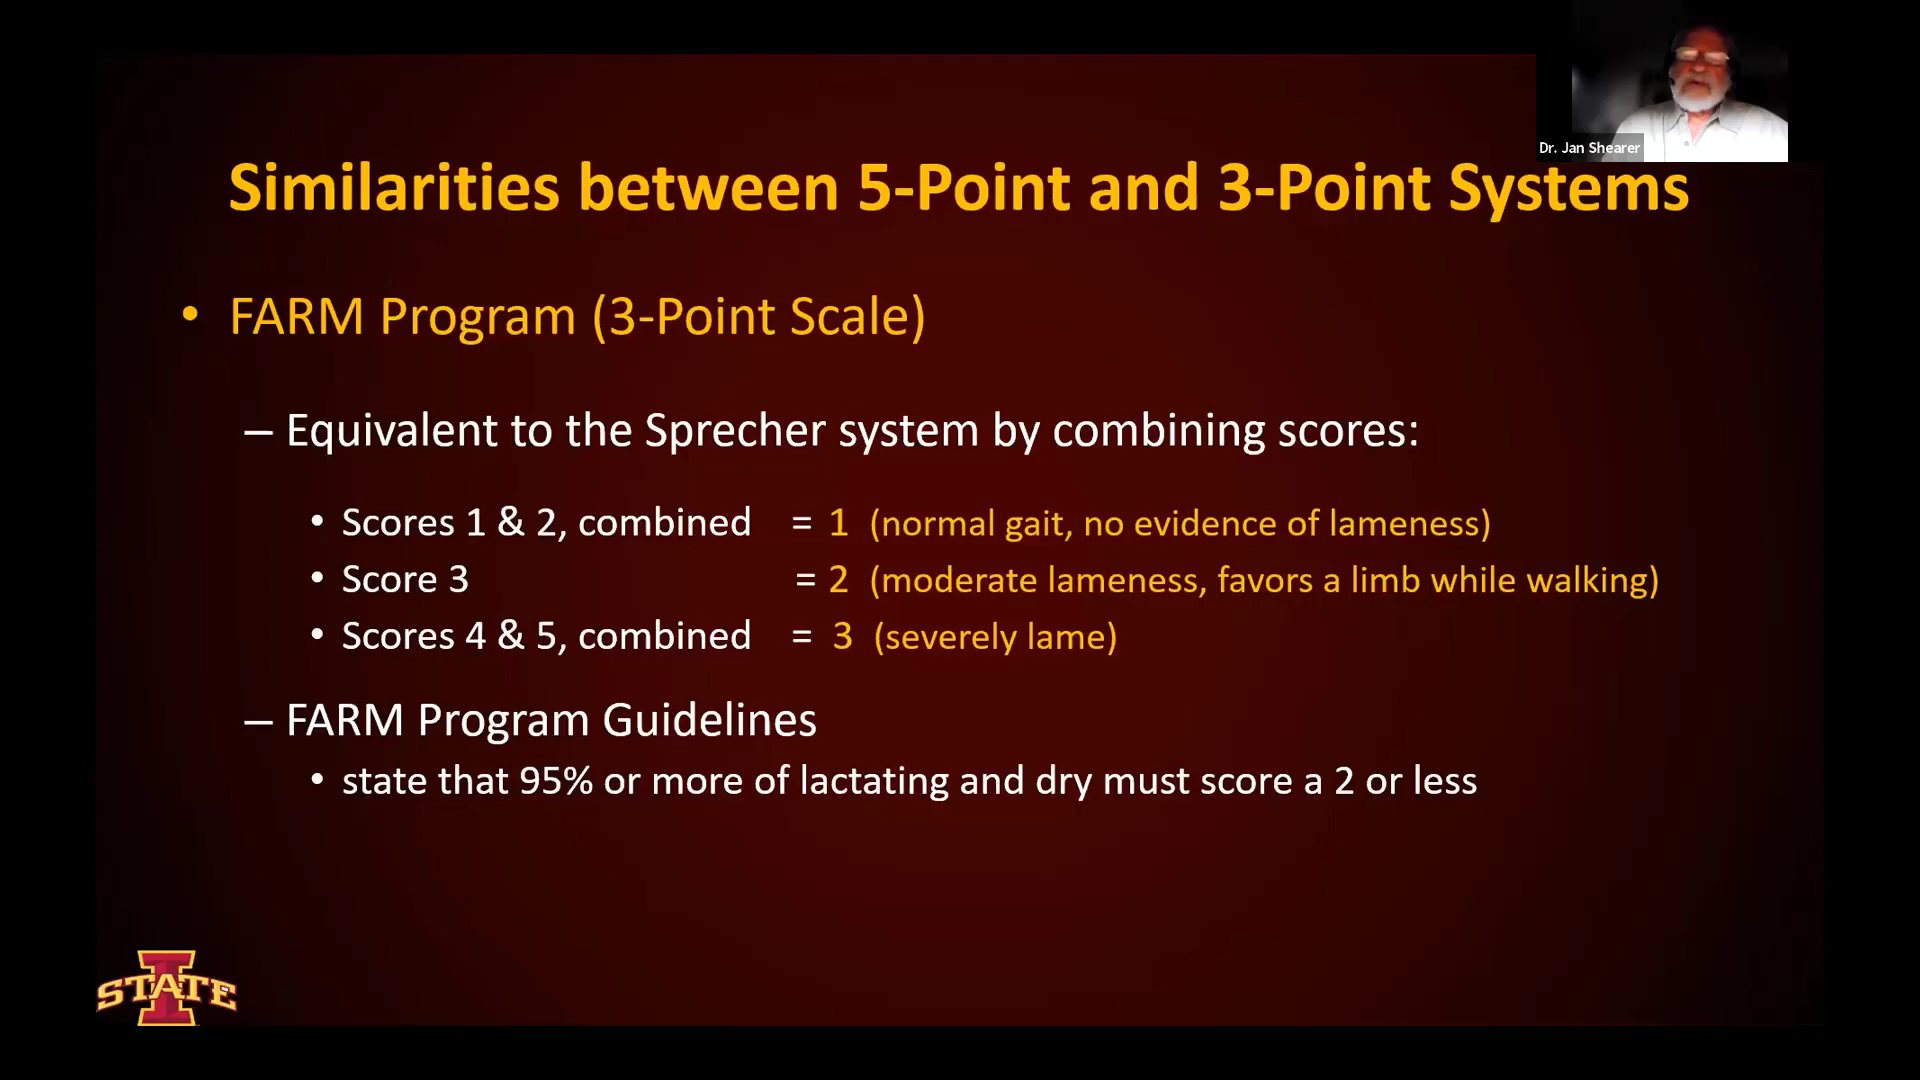 Dr. Jan Shearer
Similarities between 5-Point and 3-Point Systems
• FARM Program (3-Point Scale)
– Equivalent to the Sprecher system by combining scores:
• Scores 1 & 2, combined = 1 (normal gait, no evidence of lameness)
• Score 3 = 2 (moderate lameness, favors a limb while walking)
• Scores 4 & 5, combined = 3 (severely lame)
– FARM Program Guidelines
• state that 95% or more of lactating and dry must score a 2 or less
I
STATE